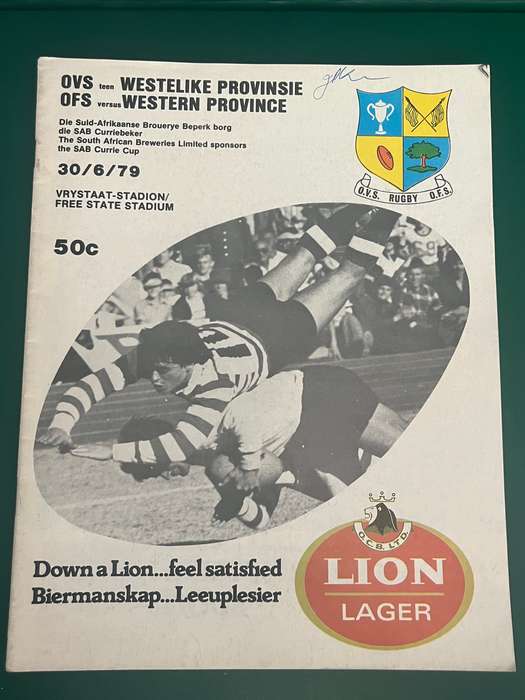 OVS teen WESTELIKE PROVINSIE
OFS versus WESTERN PROVINCE
Die Suid-Afrikaanse Brouerye Beperk borg
die SAB Curriebeker
The South African Breweries Limited sponsors
the SAB Currie Cup
30/6/79
VRYSTAAT-STADION/
FREE STATE STADIUM
50c
O.V.S. RUGBY O.F.S.
Down a Lion...feel satisfied
Biermanskap...Leeuplesier
O.C.B. LTD.
LION
LAGER